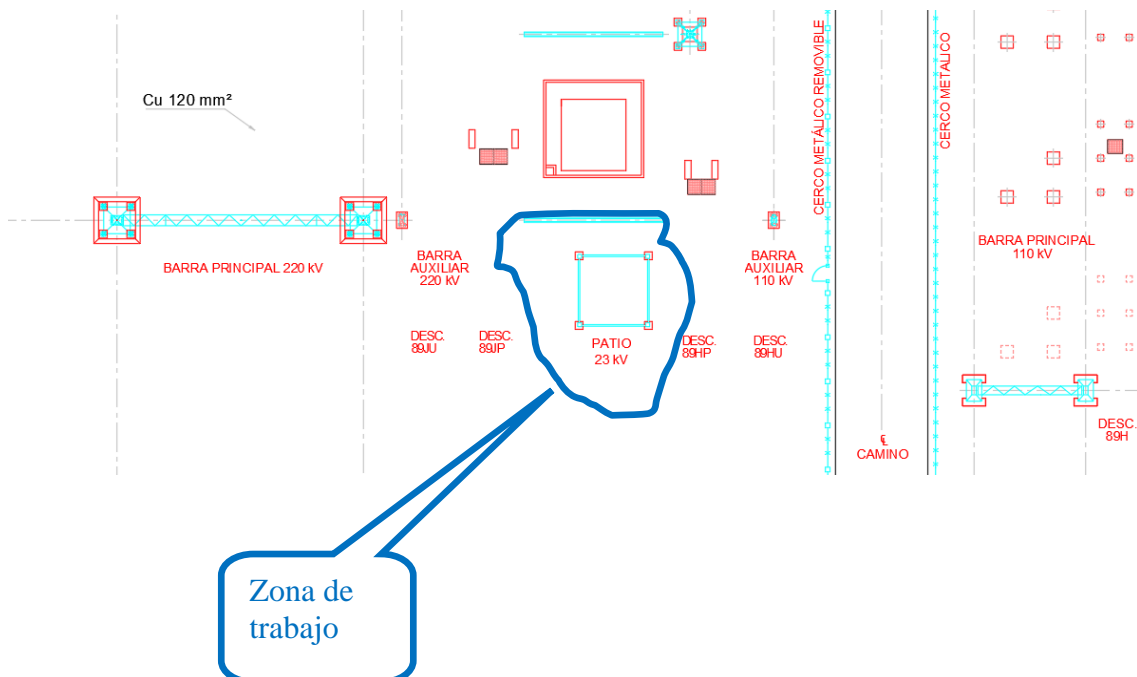 Cu 120 mm²
CERCO METÁLICO REMOVIBLE
CERCO METALICO
BARRA PRINCIPAL 220 kV
BARRA
AUXILIAR
220 kV
BARRA
AUXILIAR
110 kV
BARRA PRINCIPAL
110 kV
DESC.
89JU
DESC.
89JP
PATIO
23 kV
DESC.
89HP
DESC.
89HU
DESC.
89H
CAMINO
Zona de
trabajo